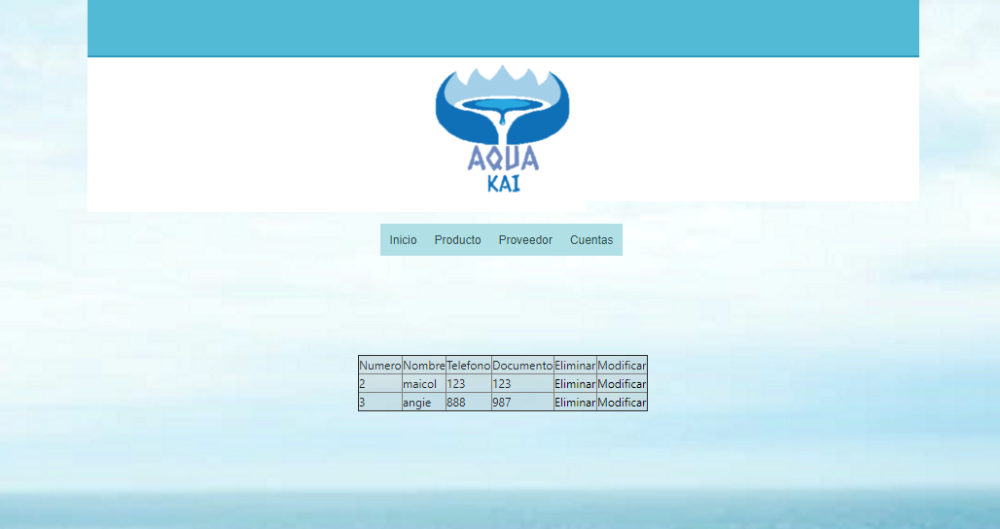 AQUA
KAI
Inicio Producto Proveedor Cuentas
Numero Nombre Telefono Documento Eliminar Modificar
2 maicol 123 123 Eliminar Modificar
3 angie 888 987 Eliminar Modificar